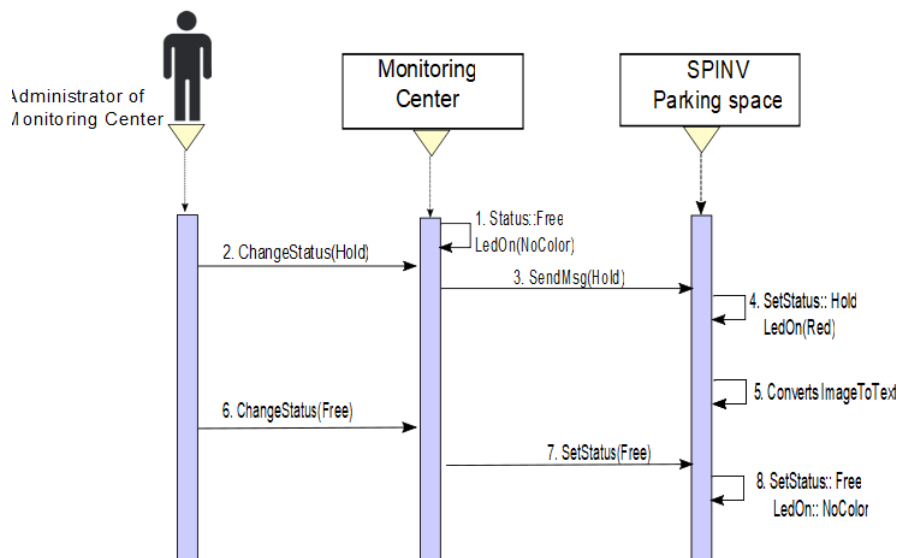 Administrator of
Monitoring Center
Monitoring
Center
SPINV
Parking space
1. Status::Free
LedOn(NoColor)
2. ChangeStatus(Hold)
3. SendMsg(Hold)
4. SetStatus:: Hold
LedOn(Red)
5. ConvertsImageToText
6. ChangeStatus(Free)
7. SetStatus(Free)
8. SetStatus:: Free
LedOn:: NoColor